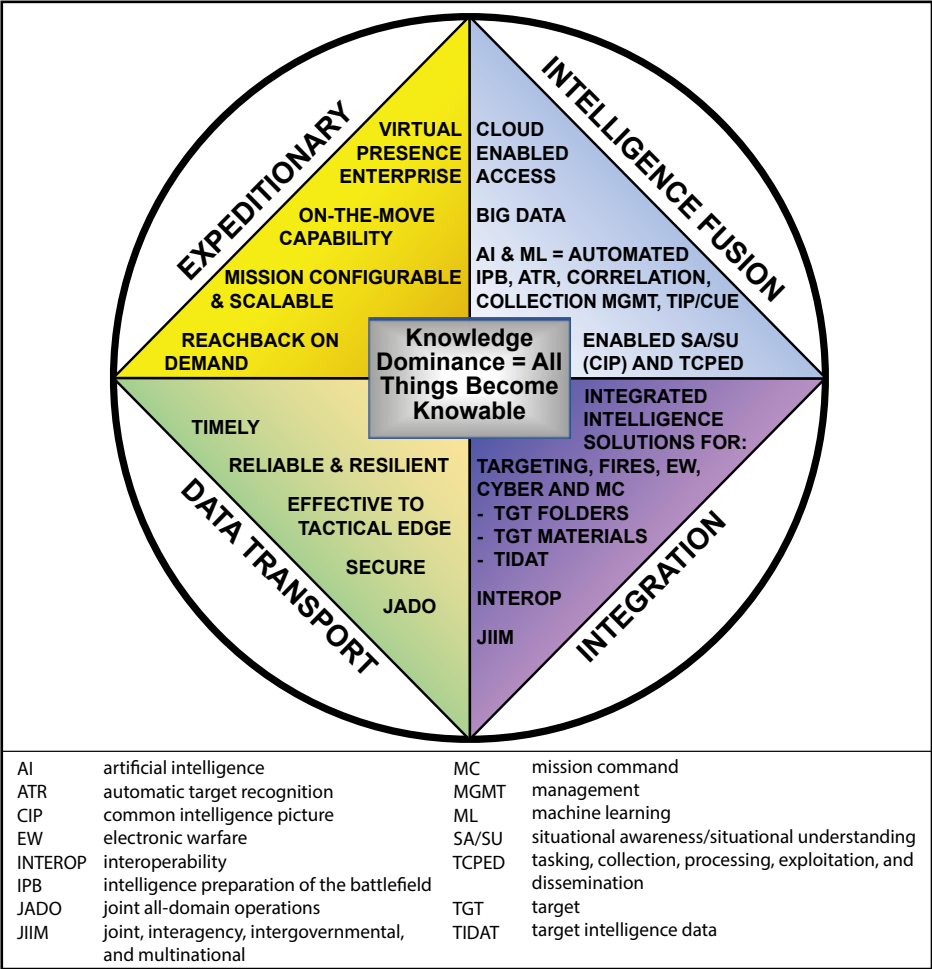 EXPEDITIONARY
VIRTUAL
PRESENCE
ENTERPRISE
ON-THE-MOVE
CAPABILITY
MISSION CONFIGURABLE
& SCALABLE
REACHBACK ON
DEMAND
INTELLIGENCE FUSION
CLOUD
ENABLED
ACCESS
BIG DATA
AI & ML = AUTOMATED
IPB, ATR, CORRELATION,
COLLECTION MGMT, TIP/CUE
ENABLED SA/SU
(CIP) AND TCPED
Knowledge
Dominance = All
Things Become
Knowable
DATA TRANSPORT
TIMELY
RELIABLE & RESILIENT
EFFECTIVE TO
TACTICAL EDGE
SECURE
JADO
INTEGRATION
INTEGRATED
INTELLIGENCE
SOLUTIONS FOR:
TARGETING, FIRES, EW,
CYBER AND MC
- TGT FOLDERS
- TGT MATERIALS
- TIDAT
INTEROP
JIIM
AI artificial intelligence
ATR automatic target recognition
CIP common intelligence picture
EW electronic warfare
INTEROP interoperability
IPB intelligence preparation of the battlefield
JADO joint all-domain operations
JIIM joint, interagency, intergovernmental,
and multinational
MC mission command
MGMT management
ML machine learning
SA/SU situational awareness/situational understanding
TCPED tasking, collection, processing, exploitation, and
dissemination
TGT target
TIDAT target intelligence data